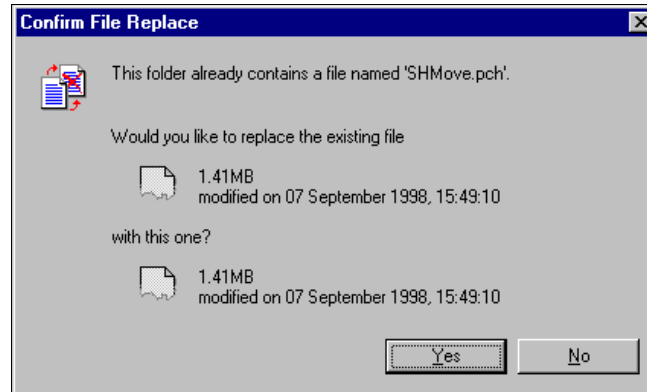 Confirm File Replace
This folder already contains a file named 'SHMove.pch'.
Would you like to replace the existing file
1.41MB
modified on 07 September 1998, 15:49:10
with this one?
1.41MB
modified on 07 September 1998, 15:49:10
Yes No